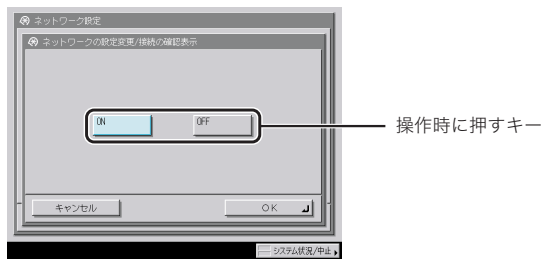 ネットワーク設定
ネットワークの設定変更/接続の確認表示
ON
OFF
操作時に押すキー
キャンセル
OK
システム状況/中止